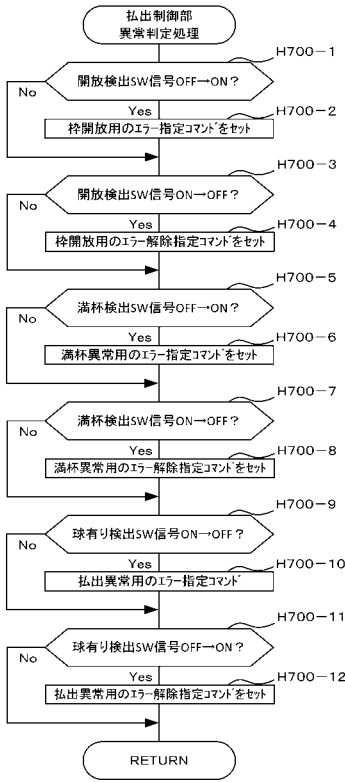 払出制御部
異常判定処理
H700-1
開放検出SW信号OFF→ON?
No
Yes
H700-2
枠開放用のエラー指定コマンドをセット
H700-3
開放検出SW信号ON→OFF?
No
Yes
H700-4
枠開放用のエラー解除指定コマンドをセット
H700-5
満杯検出SW信号OFF→ON?
No
Yes
H700-6
満杯異常用のエラー指定コマンドをセット
H700-7
満杯検出SW信号ON→OFF?
No
Yes
H700-8
満杯異常用のエラー解除指定コマンドをセット
H700-9
球有り検出SW信号ON→OFF?
No
Yes
H700-10
払出異常用のエラー指定コマンド
H700-11
球有り検出SW信号OFF→ON?
No
Yes
H700-12
払出異常用のエラー解除指定コマンドをセット
RETURN